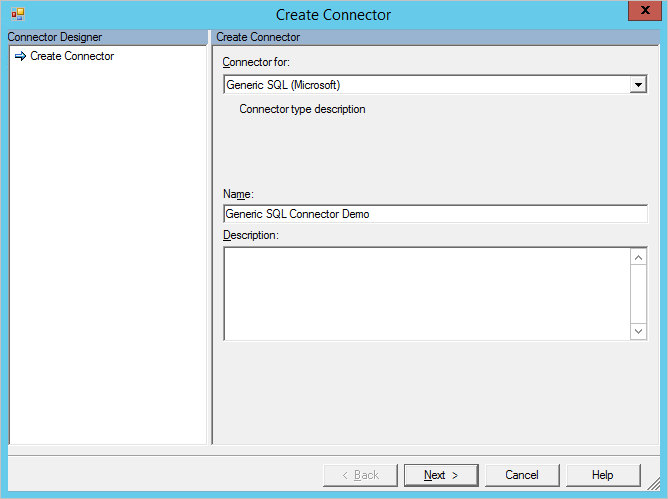 Create Connector
X
Connector Designer
Create Connector
Create Connector
Connector for:
Generic SQL (Microsoft)
Connector type description
Name:
Generic SQL Connector Demo
Description:
< Back
Next >
Cancel
Help